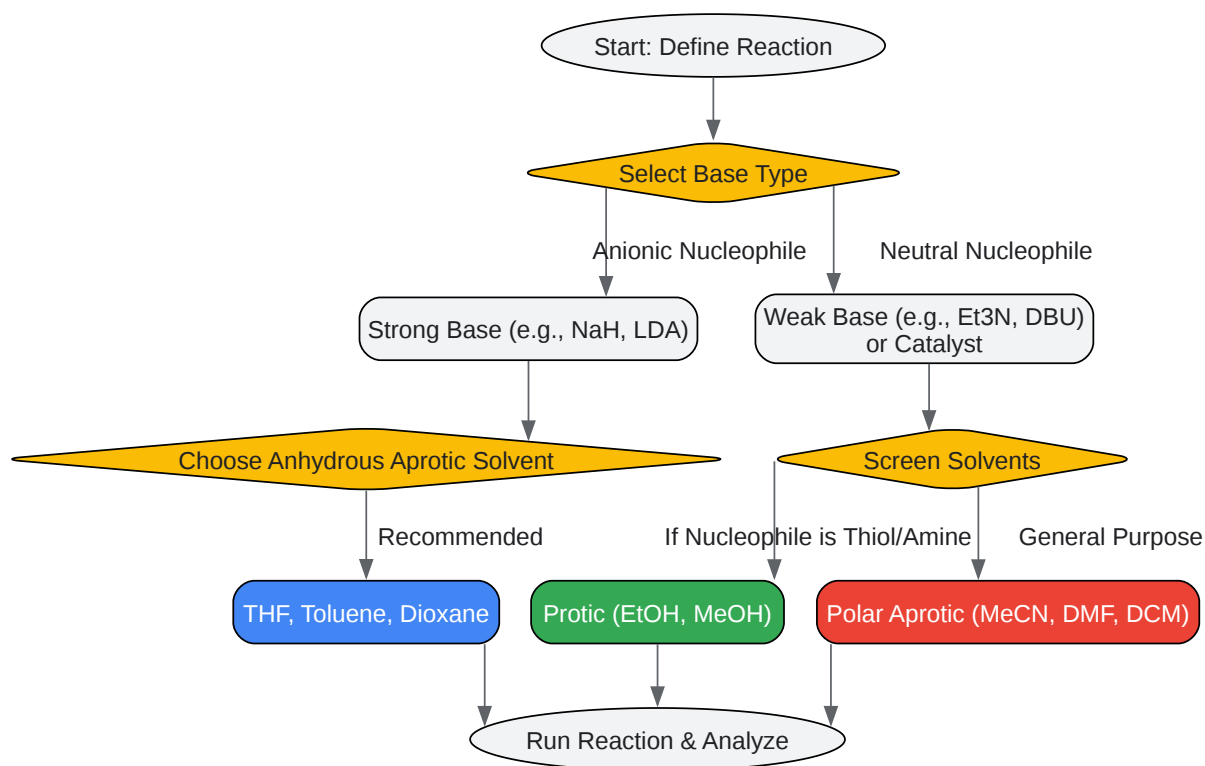 Start: Define Reaction
Select Base Type
Anionic Nucleophile
Neutral Nucleophile
Strong Base (e.g., NaH, LDA)
Weak Base (e.g., Et3N, DBU)
or Catalyst
Choose Anhydrous Aprotic Solvent
Screen Solvents
Recommended
If Nucleophile is Thiol/Amine
General Purpose
THF, Toluene, Dioxane
Protic (EtOH, MeOH)
Polar Aprotic (MeCN, DMF, DCM)
Run Reaction & Analyze